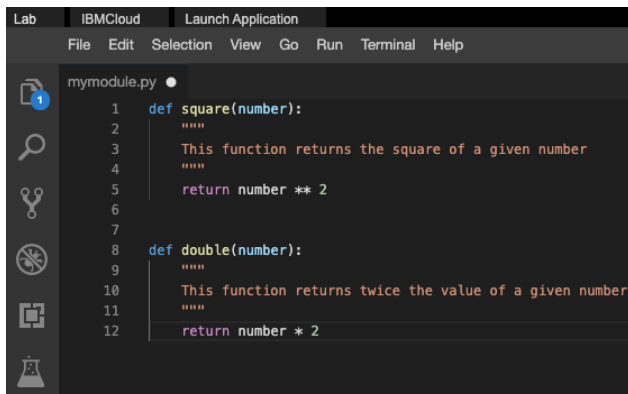 Lab IBMCloud Launch Application
File Edit Selection View Go Run Terminal Help
mymodule.py
1
1 def square(number):
2 """
3 This function returns the square of a given number
4 """
5 return number ** 2
6
7
8 def double(number):
9 """
10 This function returns twice the value of a given number
11 """
12 return number * 2